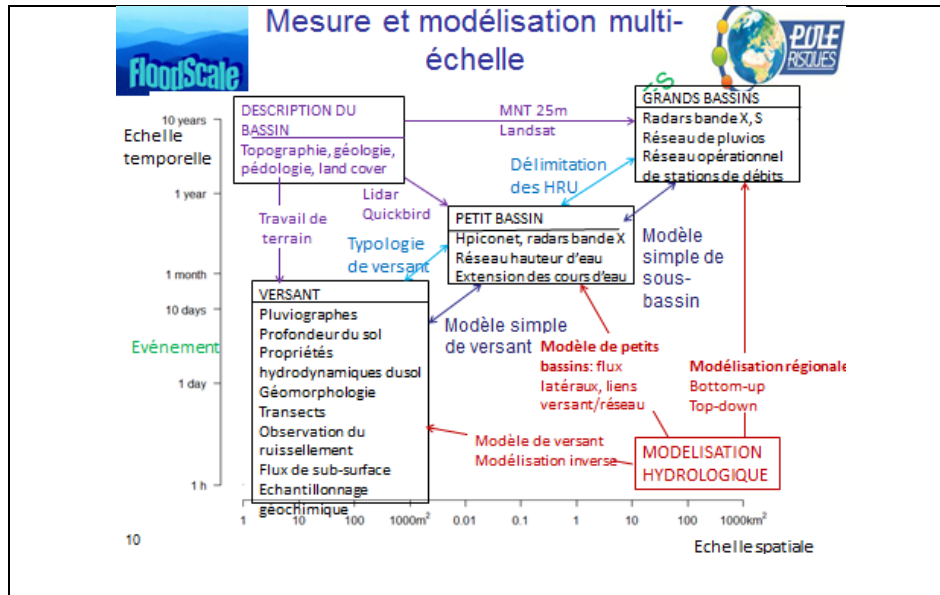 Mesure et modélisation multi-
échelle
FloodScale
PÔLE
RISQUES
DESCRIPTION DU
BASSIN
Topographie, géologie,
pédologie, land cover
MNT 25m
Landsat
GRANDS BASSINS
Radars bande X, S
Réseau de pluvios
Réseau opérationnel
de stations de débits
Echelle
temporelle
10 years
1 year
1 month
10 days
1 day
1 h
Evénement
Travail de
terrain
Lidar
Quickbird
Délimitation
des HRU
Typologie
de versant
PETIT BASSIN
Hpiconet, radars bande X
Réseau hauteur d'eau
Extension des cours d'eau
Modèle
simple de
sous-
bassin
VERSANT
Pluviographes
Profondeur du sol
Propriétés
hydrodynamiques du sol
Géomorphologie
Transects
Observation du
ruissellement
Flux de sub-surface
Echantillonnage
géochimique
Modèle simple
de versant
Modèle de petits
bassins: flux
latéraux, liens
versant/réseau
Modélisation régionale
Bottom-up
Top-down
Modèle de versant
Modélisation inverse
MODELISATION
HYDROLOGIQUE
1 10 100 1000m² 0.01 0.1 1 10 100 1000km²
Echelle spatiale
10